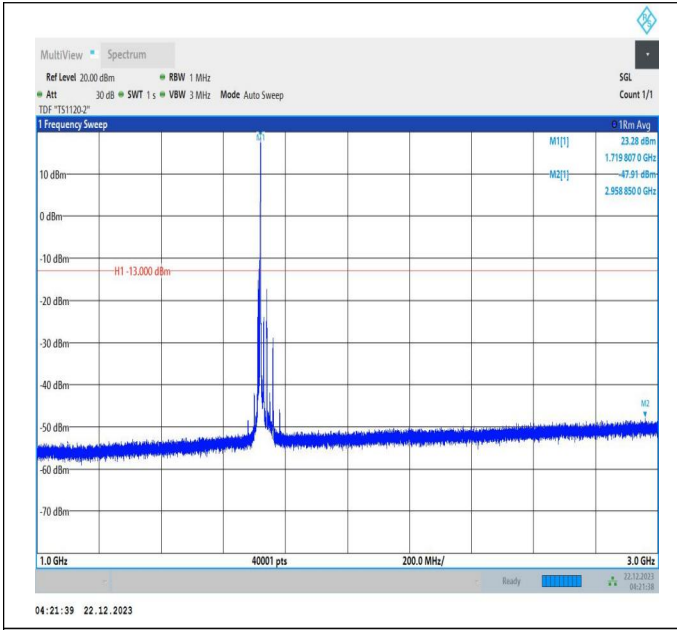 R S
MultiView Spectrum
Ref Level 20.00 dBm RBW 1 MHz SGL
Att 30 dB SWT 1 s VBW 3 MHz Mode Auto Sweep Count 1/1
TDF "TS1120-2"
1 Frequency Sweep 1Rm Avg
M1
M1[1] 23.28 dBm
1.719 807 0 GHz
10 dBm M2[1] -47.91 dBm
2.958 850 0 GHz
0 dBm
-10 dBm
H1 -13.000 dBm
-20 dBm
-30 dBm
-40 dBm
M2
-50 dBm
-60 dBm
-70 dBm
1.0 GHz 40001 pts 200.0 MHz/ 3.0 GHz
Ready 22.12.2023
04:21:38
04:21:39 22.12.2023